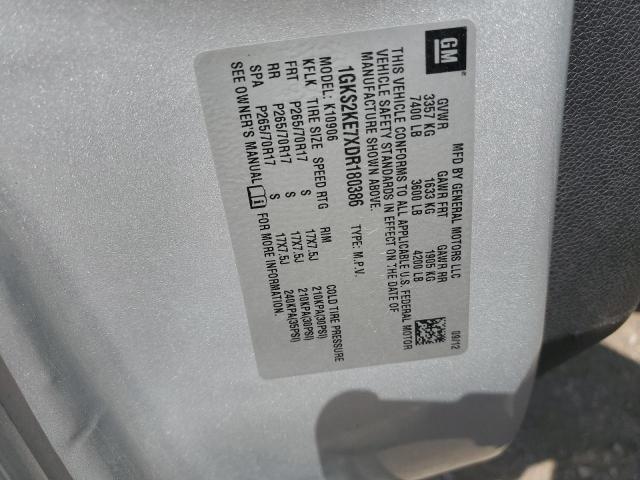 GM
MFD BY GENERAL MOTORS LLC 09/12
GVWR GAWR FRT GAWR RR
3357 KG 1633 KG 1905 KG
7400 LB 3600 LB 4200 LB
THIS VEHICLE CONFORMS TO ALL APPLICABLE U.S. FEDERAL MOTOR
VEHICLE SAFETY STANDARDS IN EFFECT ON THE DATE OF
MANUFACTURE SHOWN ABOVE.
1GKS2KE7XDR180386 TYPE: M.P.V.
MODEL: K10906
KFLK TIRE SIZE SPEED RTG RIM COLD TIRE PRESSURE
FRT P265/70R17 S 17X7.5J 210KPA(30PSI)
RR P265/70R17 S 17X7.5J 210KPA(30PSI)
SPA P265/70R17 S 17X7.5J 240KPA(35PSI)
SEE OWNER'S MANUAL FOR MORE INFORMATION.